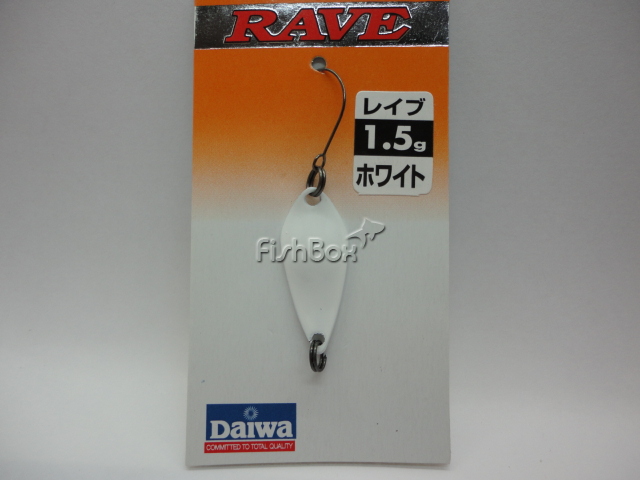 RAVE
レイブ
1.5g
ホワイト
FishBox
Daiwa
COMMITTED TO TOTAL QUALITY